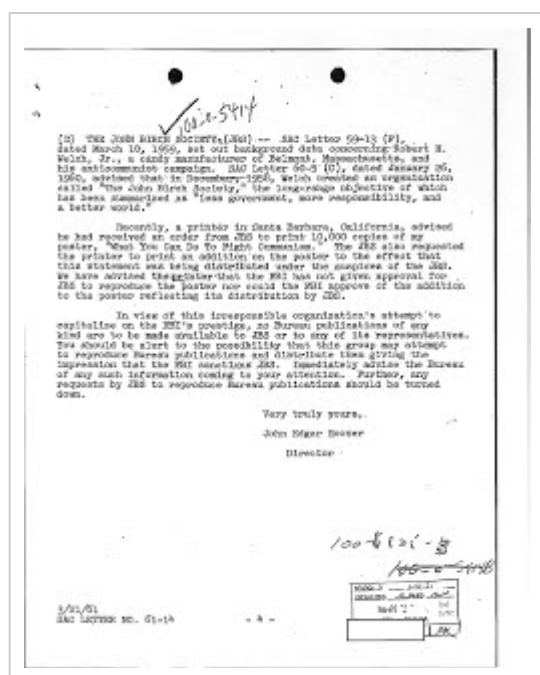 100-0-5414
(D) THE JOHN BIRCH SOCIETY (JBS) -- SAC Letter 59-13 (F),
dated March 10, 1959, set out background data concerning Robert H.
Welch, Jr., a candy manufacturer of Belmont, Massachusetts, and
his anticommunist campaign. SAC Letter 60-5 (C), dated January 26,
1960, advised that in December, 1958, Welch created an organization
called "The John Birch Society," the long-range objective of which
has been summarized as "less government, more responsibility, and
a better world."
Recently, a printer in Santa Barbara, California, advised
he had received an order from JBS to print 10,000 copies of my
poster, "What You Can Do To Fight Communism." The JBS also requested
the printer to print an addition on the poster to the effect that
this statement was being distributed under the auspices of the JBS.
We have advised the printer that the FBI has not given approval for
JBS to reproduce the poster nor could the FBI approve of the addition
to the poster reflecting its distribution by JBS.
In view of this irresponsible organization's attempt to
capitalize on the FBI's prestige, no Bureau publications of any
kind are to be made available to JBS or to any of its representatives.
You should be alert to the possibility that this group may attempt
to reproduce Bureau publications and distribute them giving the
impression that the FBI sanctions JBS. Immediately advise the Bureau
of any such information coming to your attention. Further, any
requests by JBS to reproduce Bureau publications should be turned
down.
Very truly yours,
John Edgar Hoover
Director
SAC LETTER NO. 61-14
- 4 -